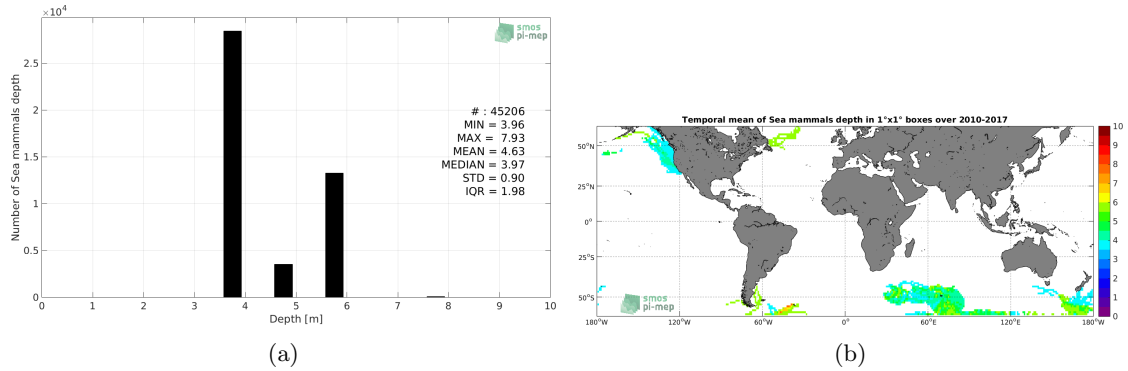 ×10⁴
smos
pi-mep
Number of Sea mammals depth
2.5
2
1.5
1
0.5
0
# : 45206
MIN = 3.96
MAX = 7.93
MEAN = 4.63
MEDIAN = 3.97
STD = 0.90
IQR = 1.98
0 1 2 3 4 5 6 7 8 9 10
Depth [m]
(a)
Temporal mean of Sea mammals depth in 1°x1° boxes over 2010-2017
50°N
25°N
0°
25°S
50°S
smos
pi-mep
180°W 120°W 60°W 0° 60°E 120°E 180°W
10
9
8
7
6
5
4
3
2
1
0
(b)